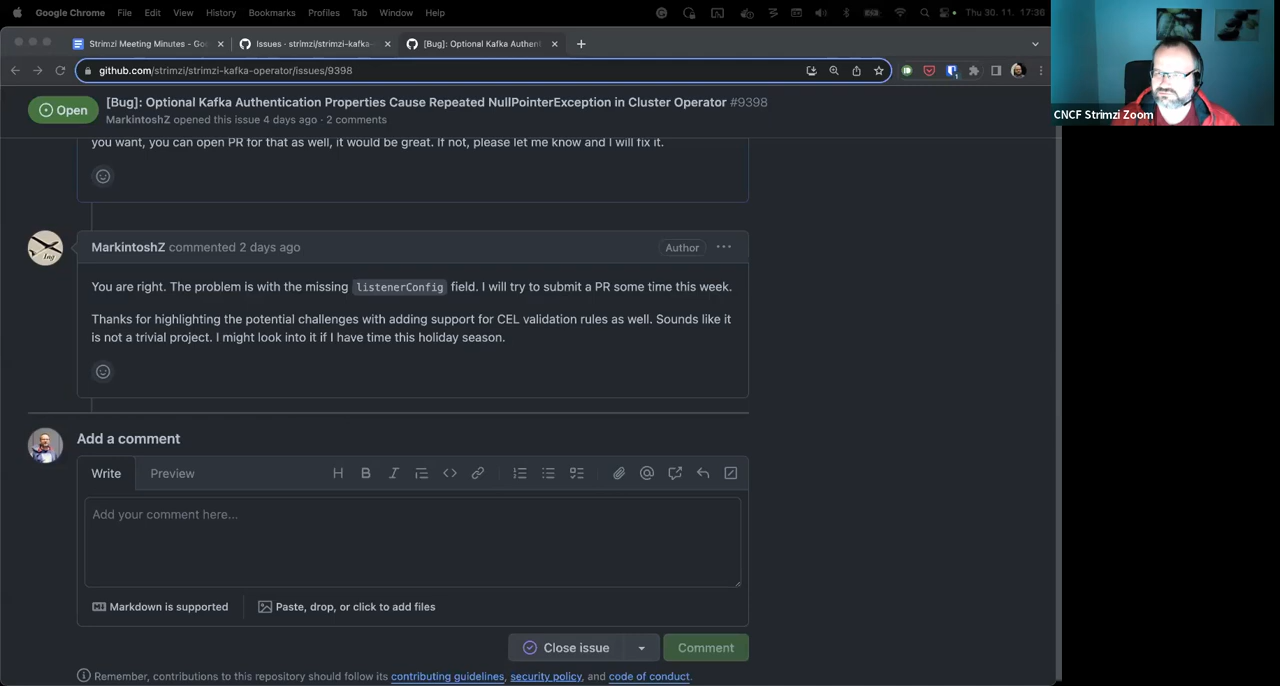 Google Chrome File Edit View History Bookmarks Profiles Tab Window Help Thu 30. 11. 17:36
Strimzi Meeting Minutes - Goo
Issues · strimzi/strimzi-kafka-
[Bug]: Optional Kafka Authent
github.com/strimzi/strimzi-kafka-operator/issues/9398
CNCF Strimzi Zoom
Open
[Bug]: Optional Kafka Authentication Properties Cause Repeated NullPointerException in Cluster Operator #9398
MarkintoshZ opened this issue 4 days ago · 2 comments
you want, you can open PR for that as well, it would be great. If not, please let me know and I will fix it.
MarkintoshZ commented 2 days ago
Author
You are right. The problem is with the missing listenerConfig field. I will try to submit a PR some time this week.
Thanks for highlighting the potential challenges with adding support for CEL validation rules as well. Sounds like it
is not a trivial project. I might look into it if I have time this holiday season.
Add a comment
Write Preview
Add your comment here...
Markdown is supported
Paste, drop, or click to add files
Close issue
Comment
Remember, contributions to this repository should follow its contributing guidelines, security policy, and code of conduct.